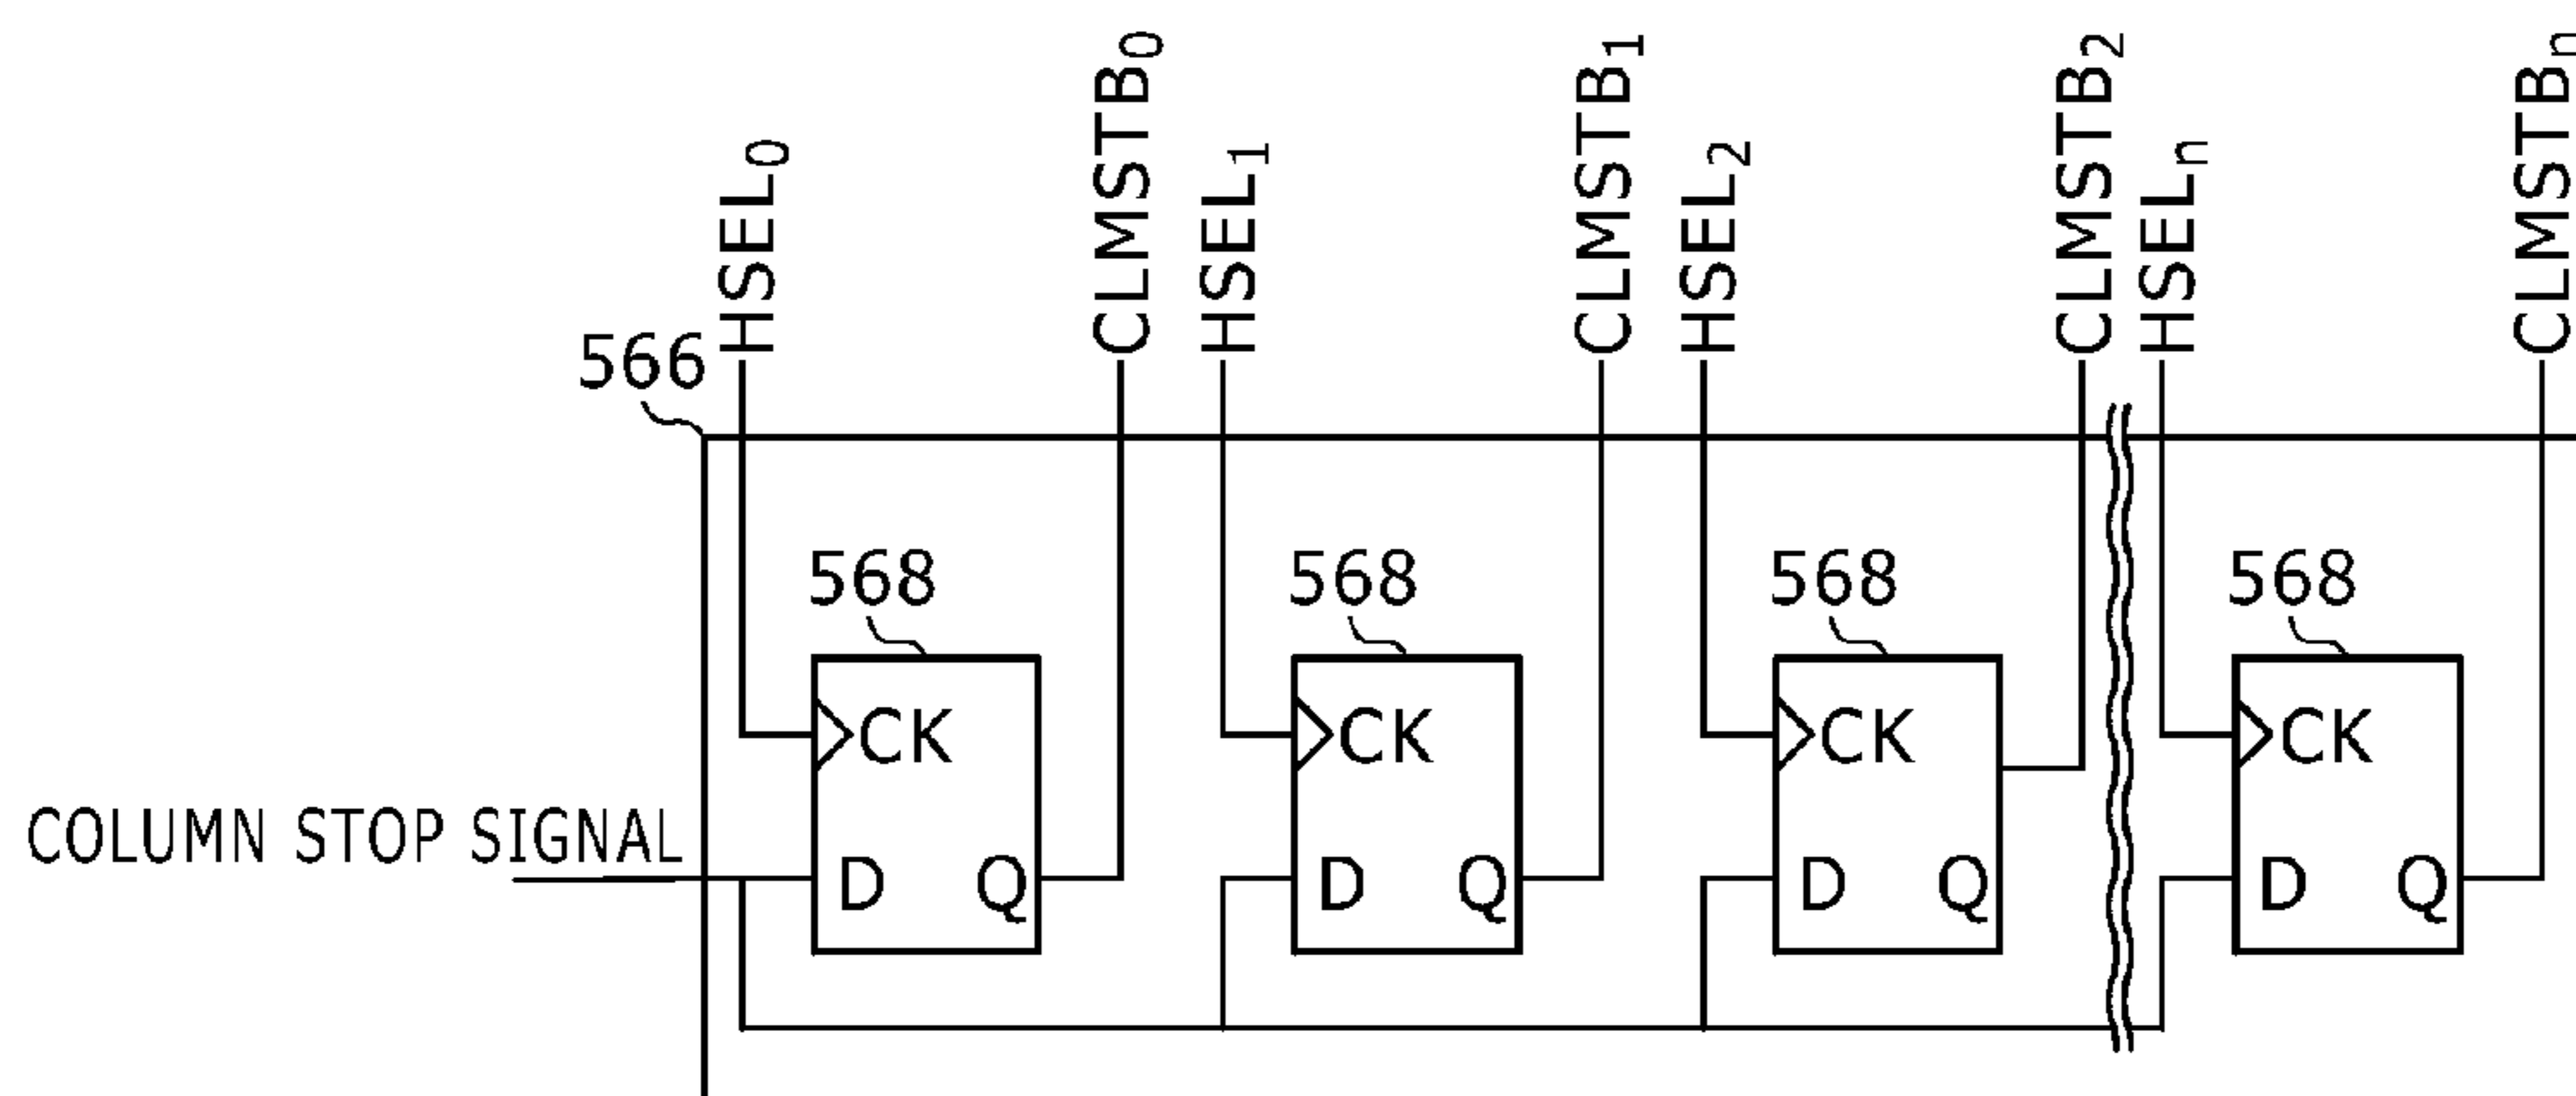 HSEL0
CLMSTB0
HSEL1
CLMSTB1
HSEL2
CLMSTB2
HSELn
CLMSTBn
566
568
568
568
568
CK
CK
CK
CK
COLUMN STOP SIGNAL
D Q
D Q
D Q
D Q